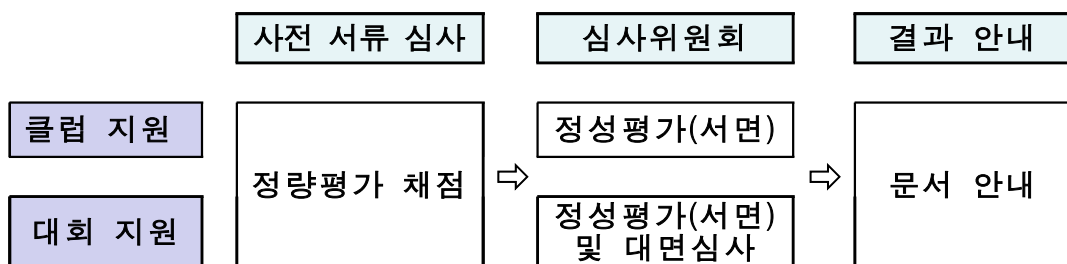 사전 서류 심사
심사위원회
결과 안내
클럽 지원
정량평가 채점
⇨
정성평가(서면)
⇨
문서 안내
대회 지원
정성평가(서면)
및 대면심사